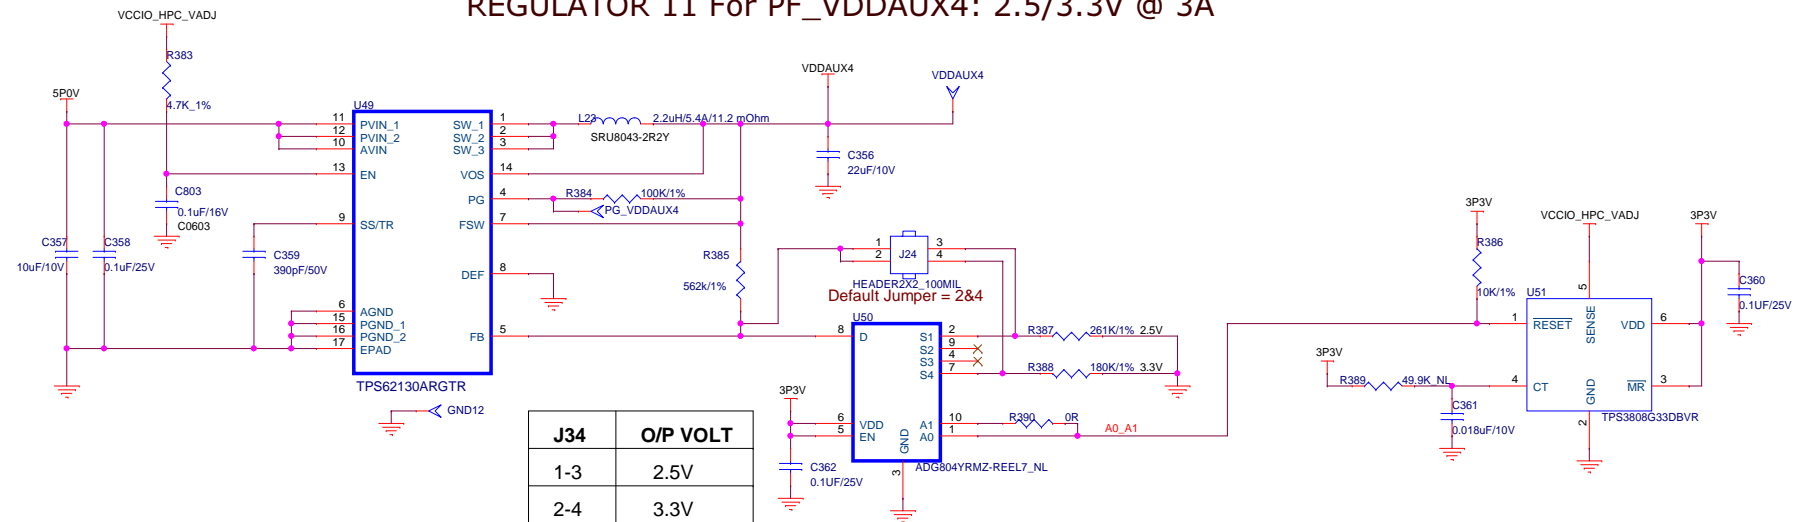 REGULATOR 11 For PF_VDDAUX4: 2.5/3.3V @ 3A
VCCIO_HPC_VADJ
R383
4.7K_1%
5P0V
C357
10uF/10V
C358
0.1uF/25V
C803
0.1uF/16V
C0603
C359
390pF/50V
U49
11 PVIN_1 SW_1 1
12 PVIN_2 SW_2 2
10 AVIN SW_3 3
13 EN VOS 14
PG 4
9 SS/TR FSW 7
DEF 8
6 AGND
15 PGND_1
16 PGND_2 FB 5
17 EPAD
TPS62130ARGTR
GND12
L23 2.2uH/5.4A/11.2 mOhm
SRU8043-2R2Y
R384 100K/1%
PG_VDDAUX4
R385
562k/1%
VDDAUX4
VDDAUX4
C356
22uF/10V
1 3
2 J24 4
HEADER2X2_100MIL
Default Jumper = 2&4
U50
8 D S1 2
S2 9
S3 4
S4 7
6 VDD A1 10
5 EN A0 1
GND
3
ADG804YRMZ-REEL7_NL
R387 261K/1% 2.5V
R388 180K/1% 3.3V
R390 0R
A0_A1
3P3V
C362
0.1UF/25V
J34 O/P VOLT
1-3 2.5V
2-4 3.3V
3P3V
R386
10K/1%
VCCIO_HPC_VADJ
3P3V
C360
0.1UF/25V
U51
5
1 RESET SENSE VDD 6
4 CT GND MR 3
2
TPS3808G33DBVR
3P3V
R389 49.9K_NL
C361
0.018uF/10V